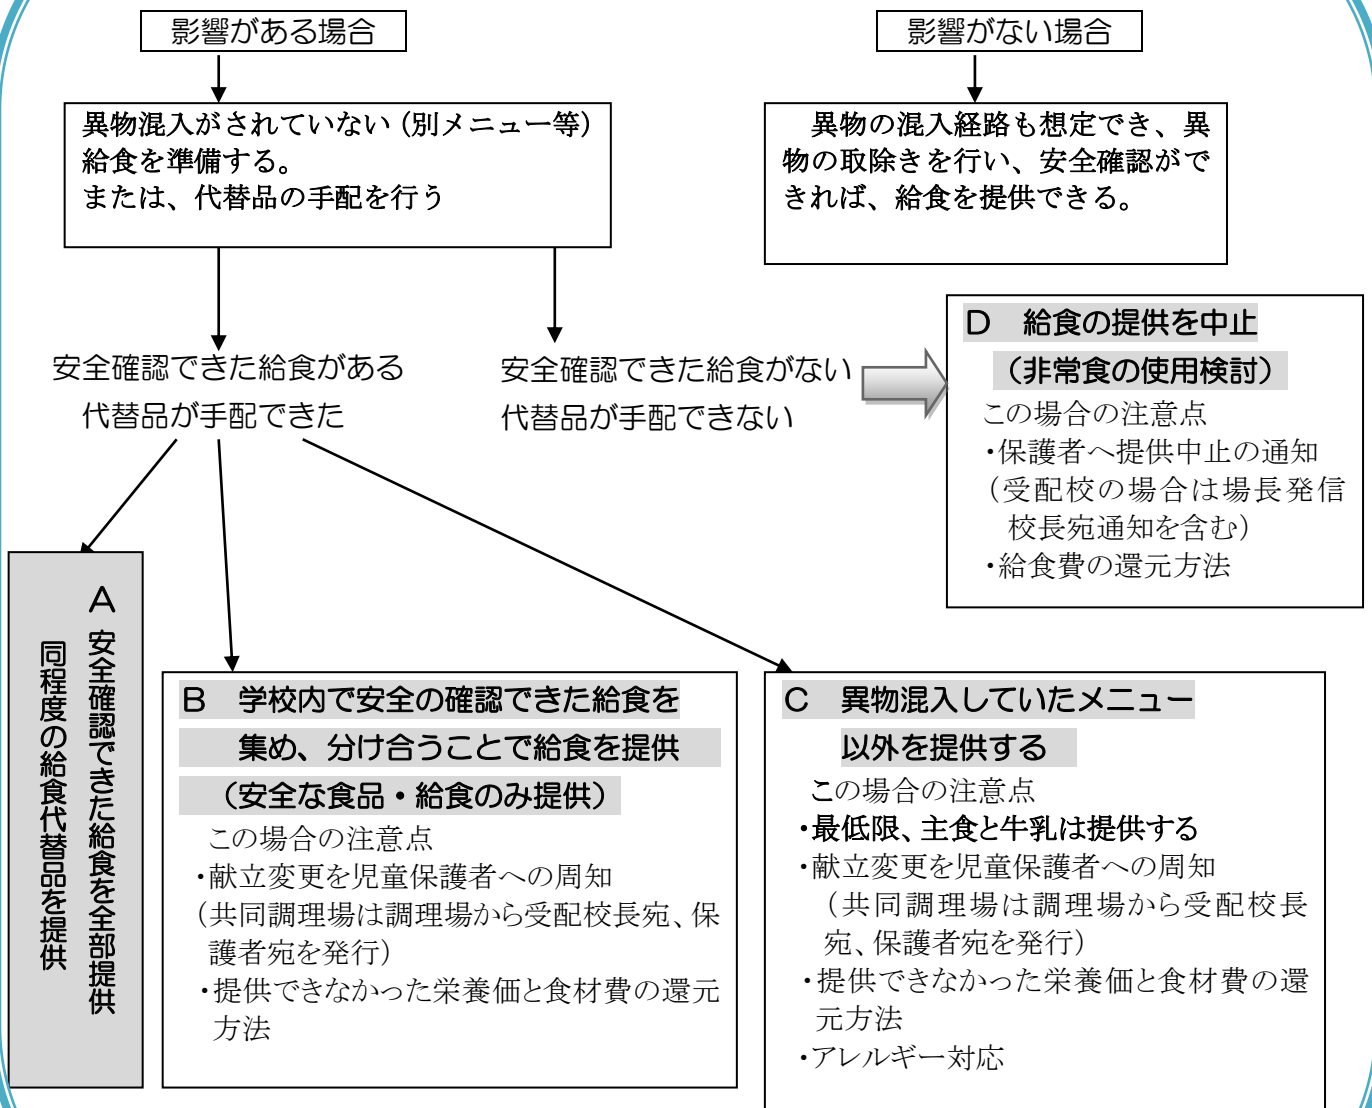 影響がある場合
影響がない場合
異物混入がされていない（別メニュー等）
給食を準備する。
または、代替品の手配を行う
異物の混入経路も想定でき、異
物の取除きを行い、安全確認がで
きれば、給食を提供できる。
安全確認できた給食がある
代替品が手配できた
安全確認できた給食がない
代替品が手配できない
D　給食の提供を中止
（非常食の使用検討）
この場合の注意点
・保護者へ提供中止の通知
（受配校の場合は場長発信
校長宛通知を含む）
・給食費の還元方法
A 安全確認できた給食を全部提供
同程度の給食代替品を提供
B　学校内で安全の確認できた給食を
集め、分け合うことで給食を提供
（安全な食品・給食のみ提供）
この場合の注意点
・献立変更を児童保護者への周知
（共同調理場は調理場から受配校長宛、保
護者宛を発行）
・提供できなかった栄養価と食材費の還元
方法
C　異物混入していたメニュー
以外を提供する
この場合の注意点
・最低限、主食と牛乳は提供する
・献立変更を児童保護者への周知
（共同調理場は調理場から受配校長
宛、保護者宛を発行）
・提供できなかった栄養価と食材費の還
元方法
・アレルギー対応